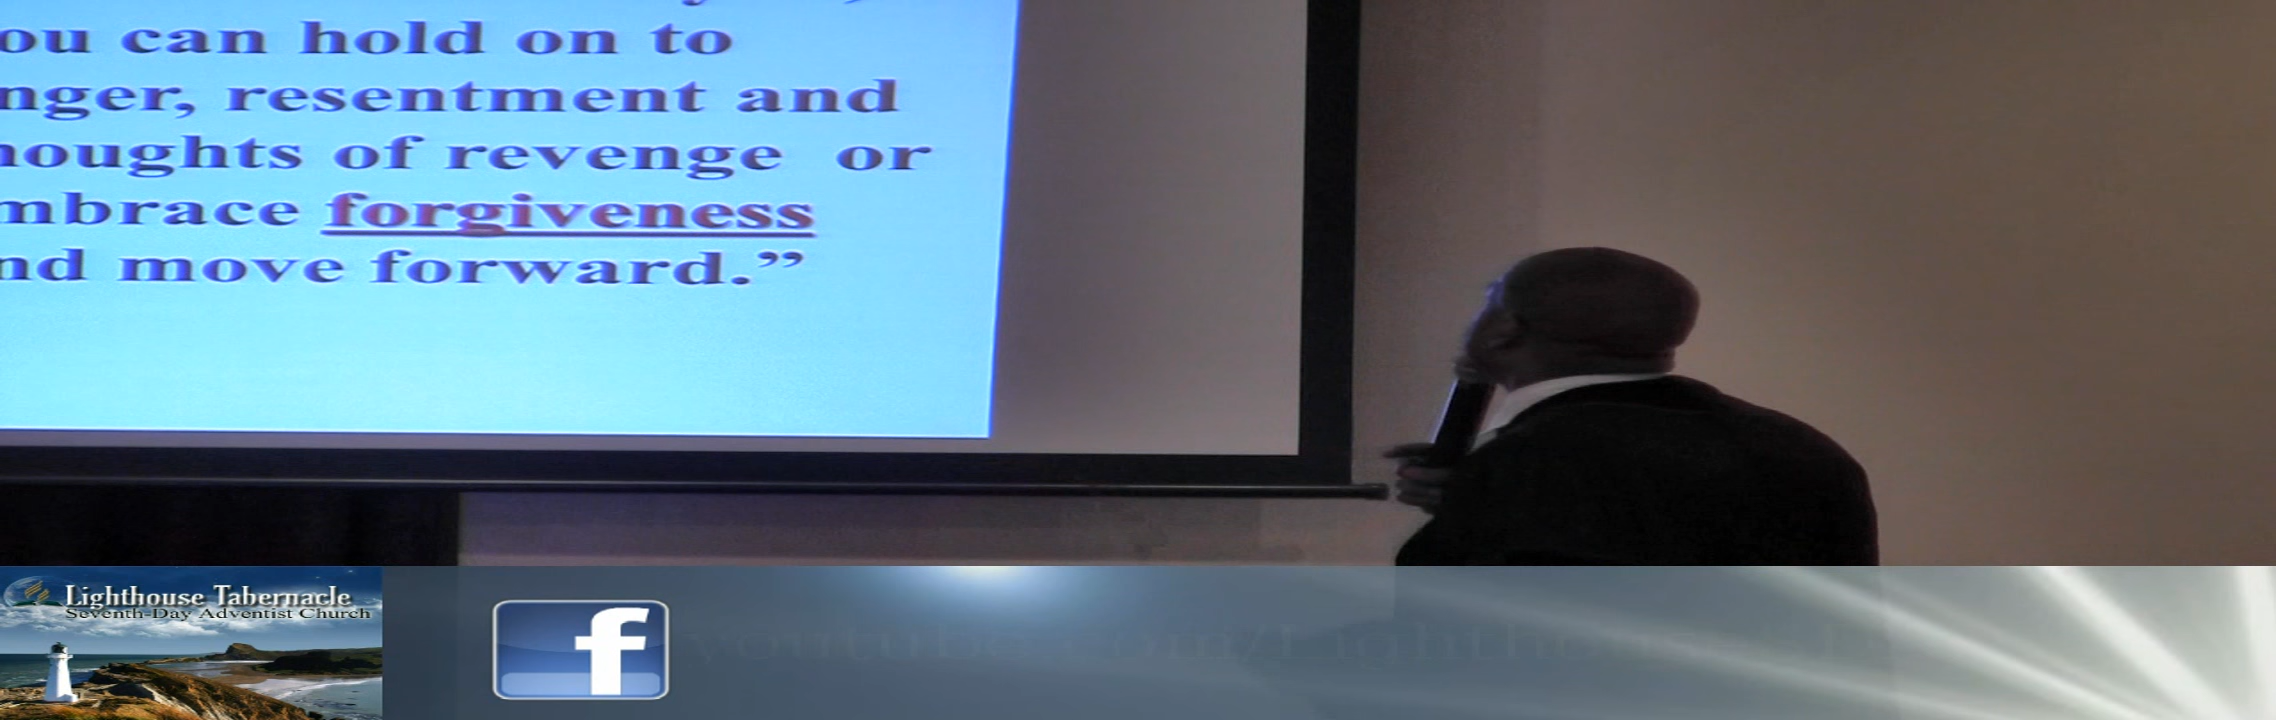 ou can hold on to
nger, resentment and
houghts of revenge or
mbrace forgiveness
nd move forward.”
Lighthouse Tabernacle
Seventh-Day Adventist Church
f